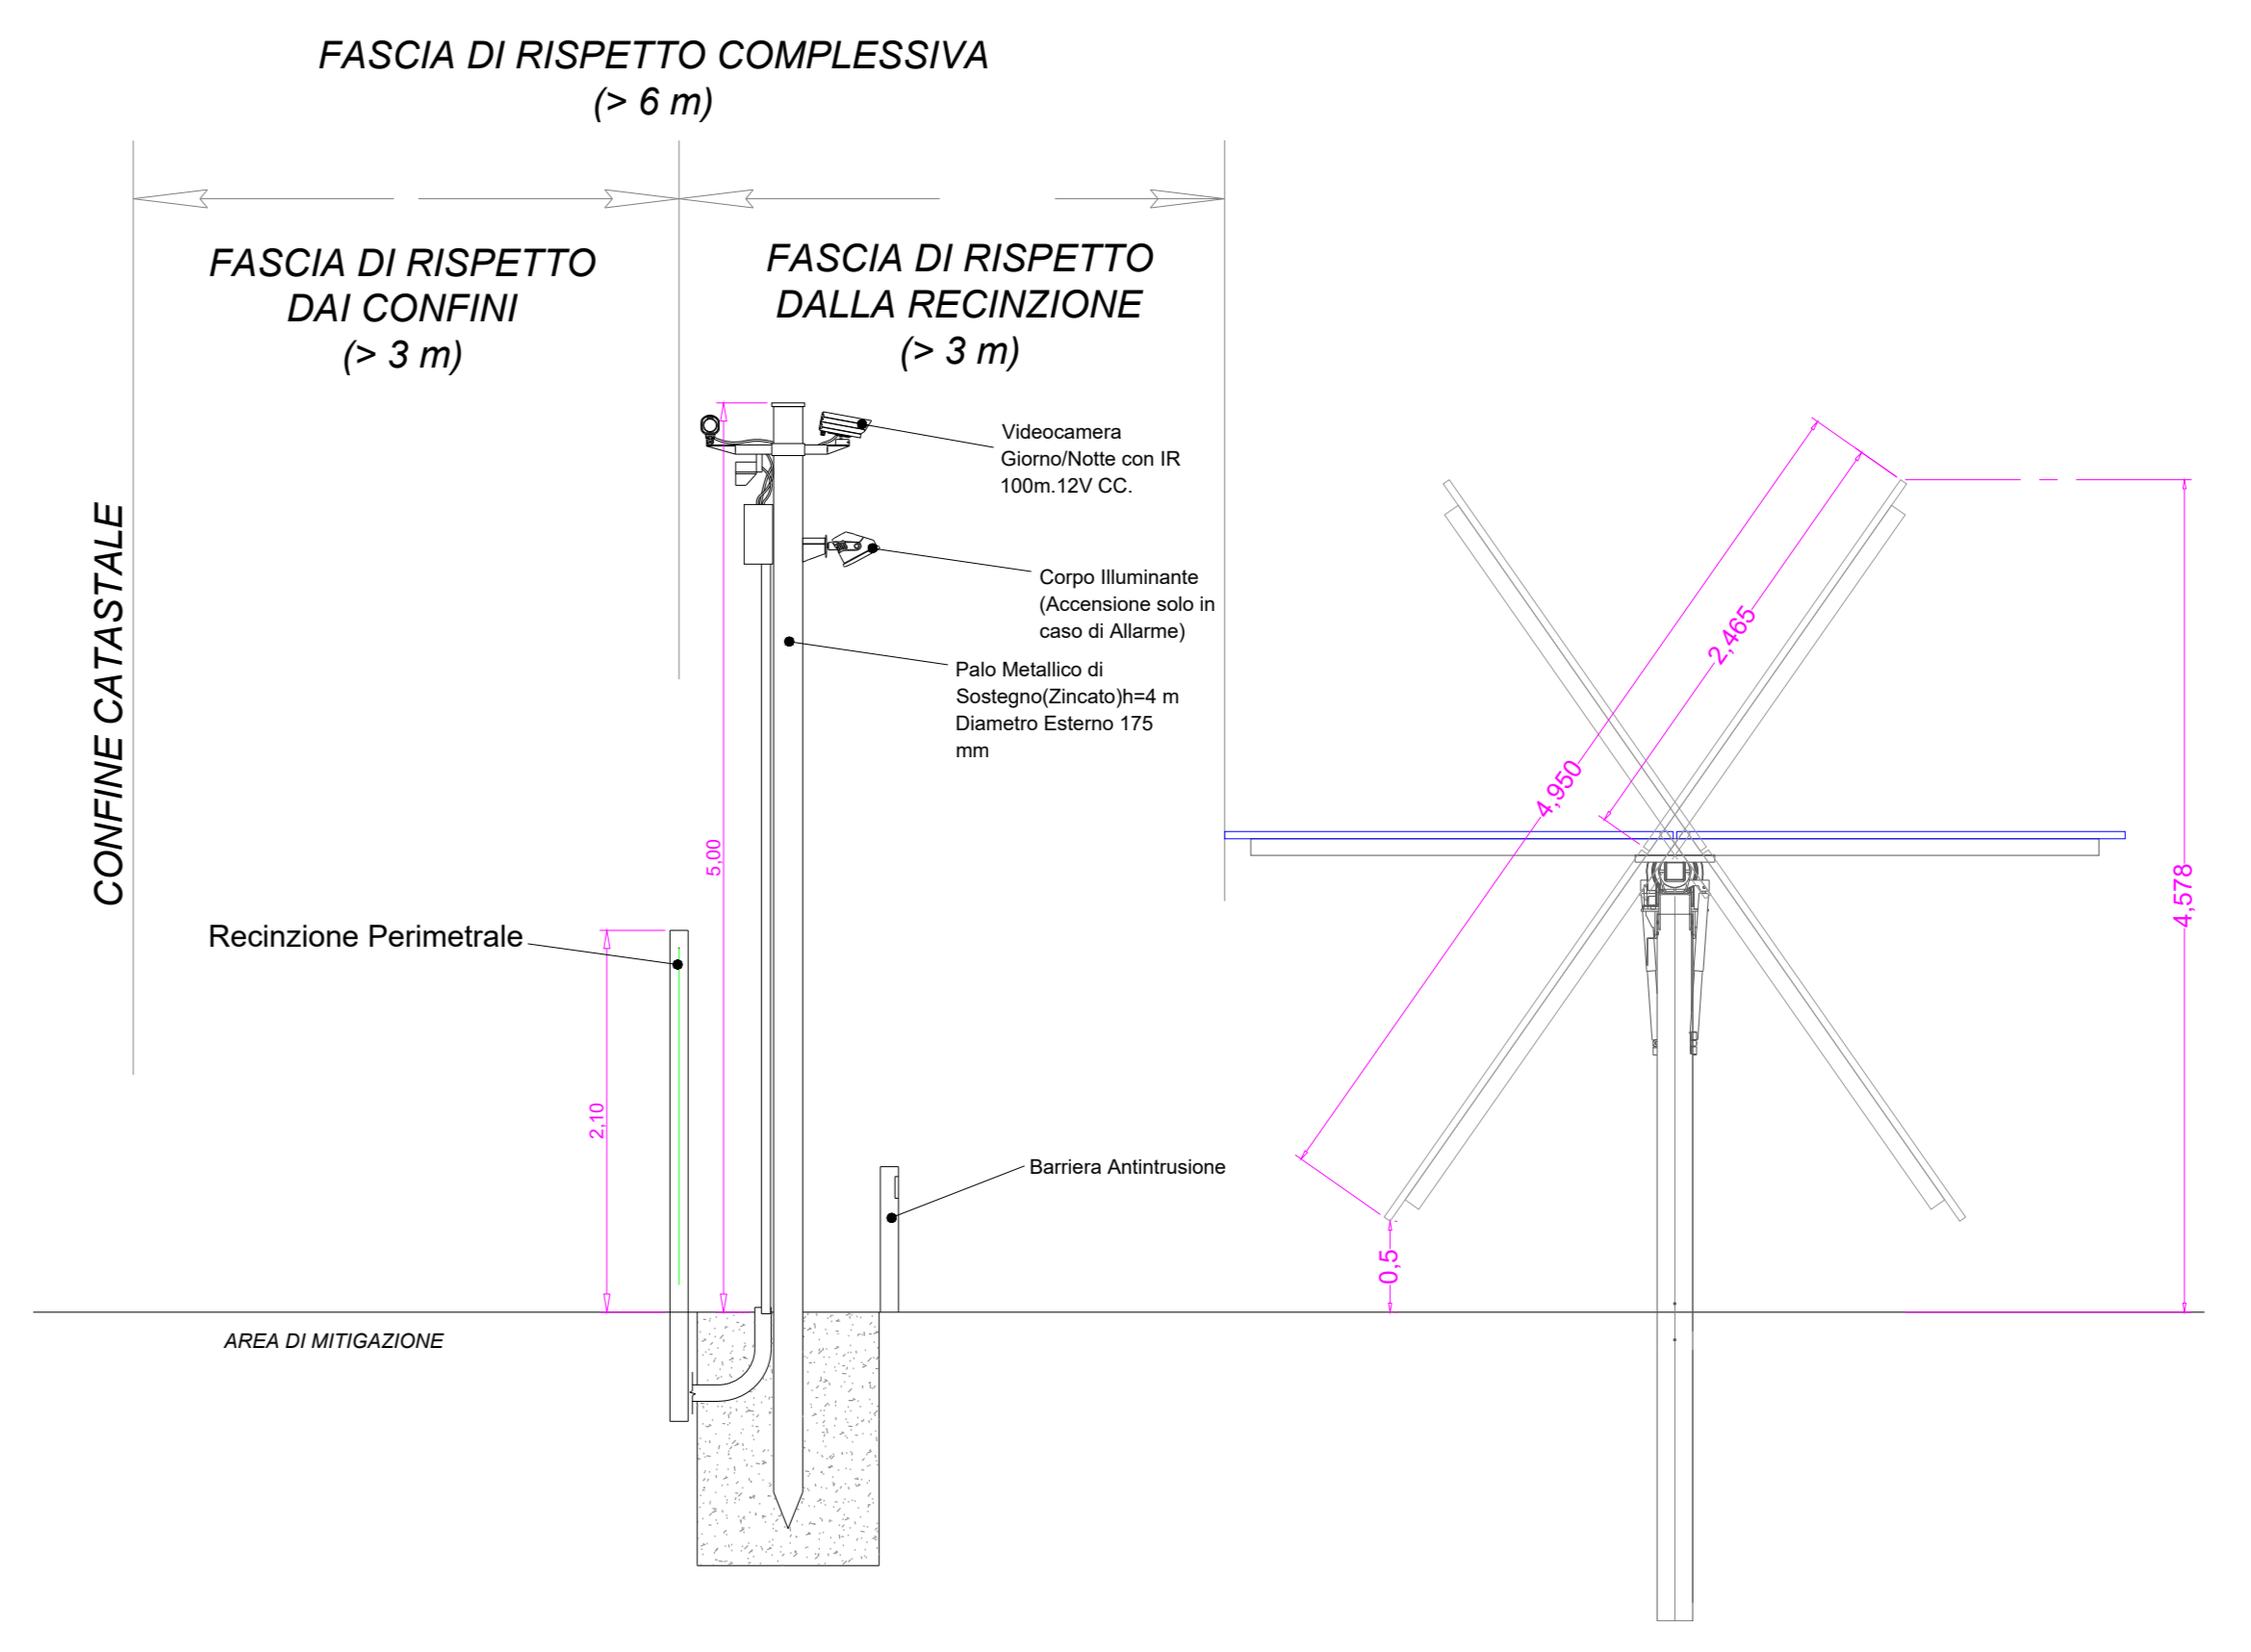 FASCIA DI RISPETTO COMPLESSIVA
(> 6 m)
FASCIA DI RISPETTO
DAI CONFINI
(> 3 m)
FASCIA DI RISPETTO
DALLA RECINZIONE
(> 3 m)
CONFINE CATASTALE
Videocamera
Giorno/Notte con IR
100m.12V CC.
Corpo Illuminante
(Accensione solo in
caso di Allarme)
Palo Metallico di
Sostegno(Zincato)h=4 m
Diametro Esterno 175
mm
5,00
Recinzione Perimetrale
2,10
Barriera Antintrusione
AREA DI MITIGAZIONE
2,465
4,950
4,578
0,5